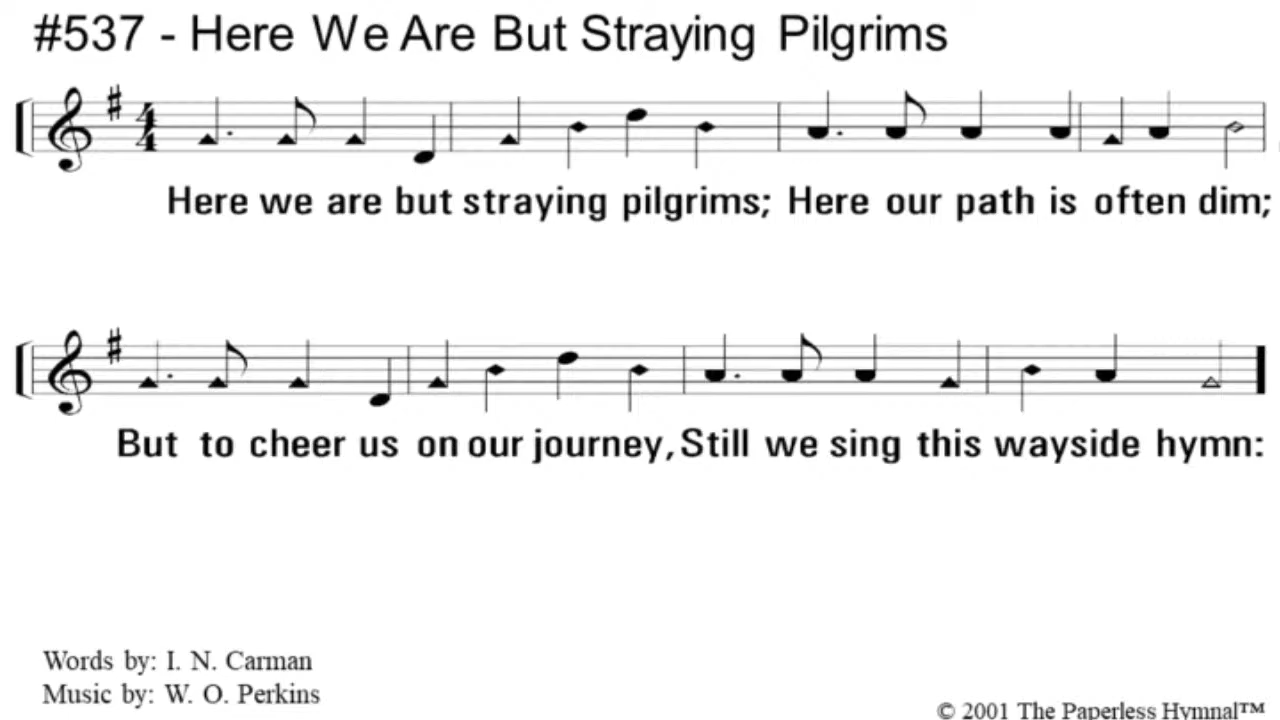 #537 - Here We Are But Straying Pilgrims
4
4
Here we are but straying pilgrims; Here our path is often dim;
But to cheer us on our journey, Still we sing this wayside hymn:
Words by: I. N. Carman
Music by: W. O. Perkins
© 2001 The Paperless Hymnal™